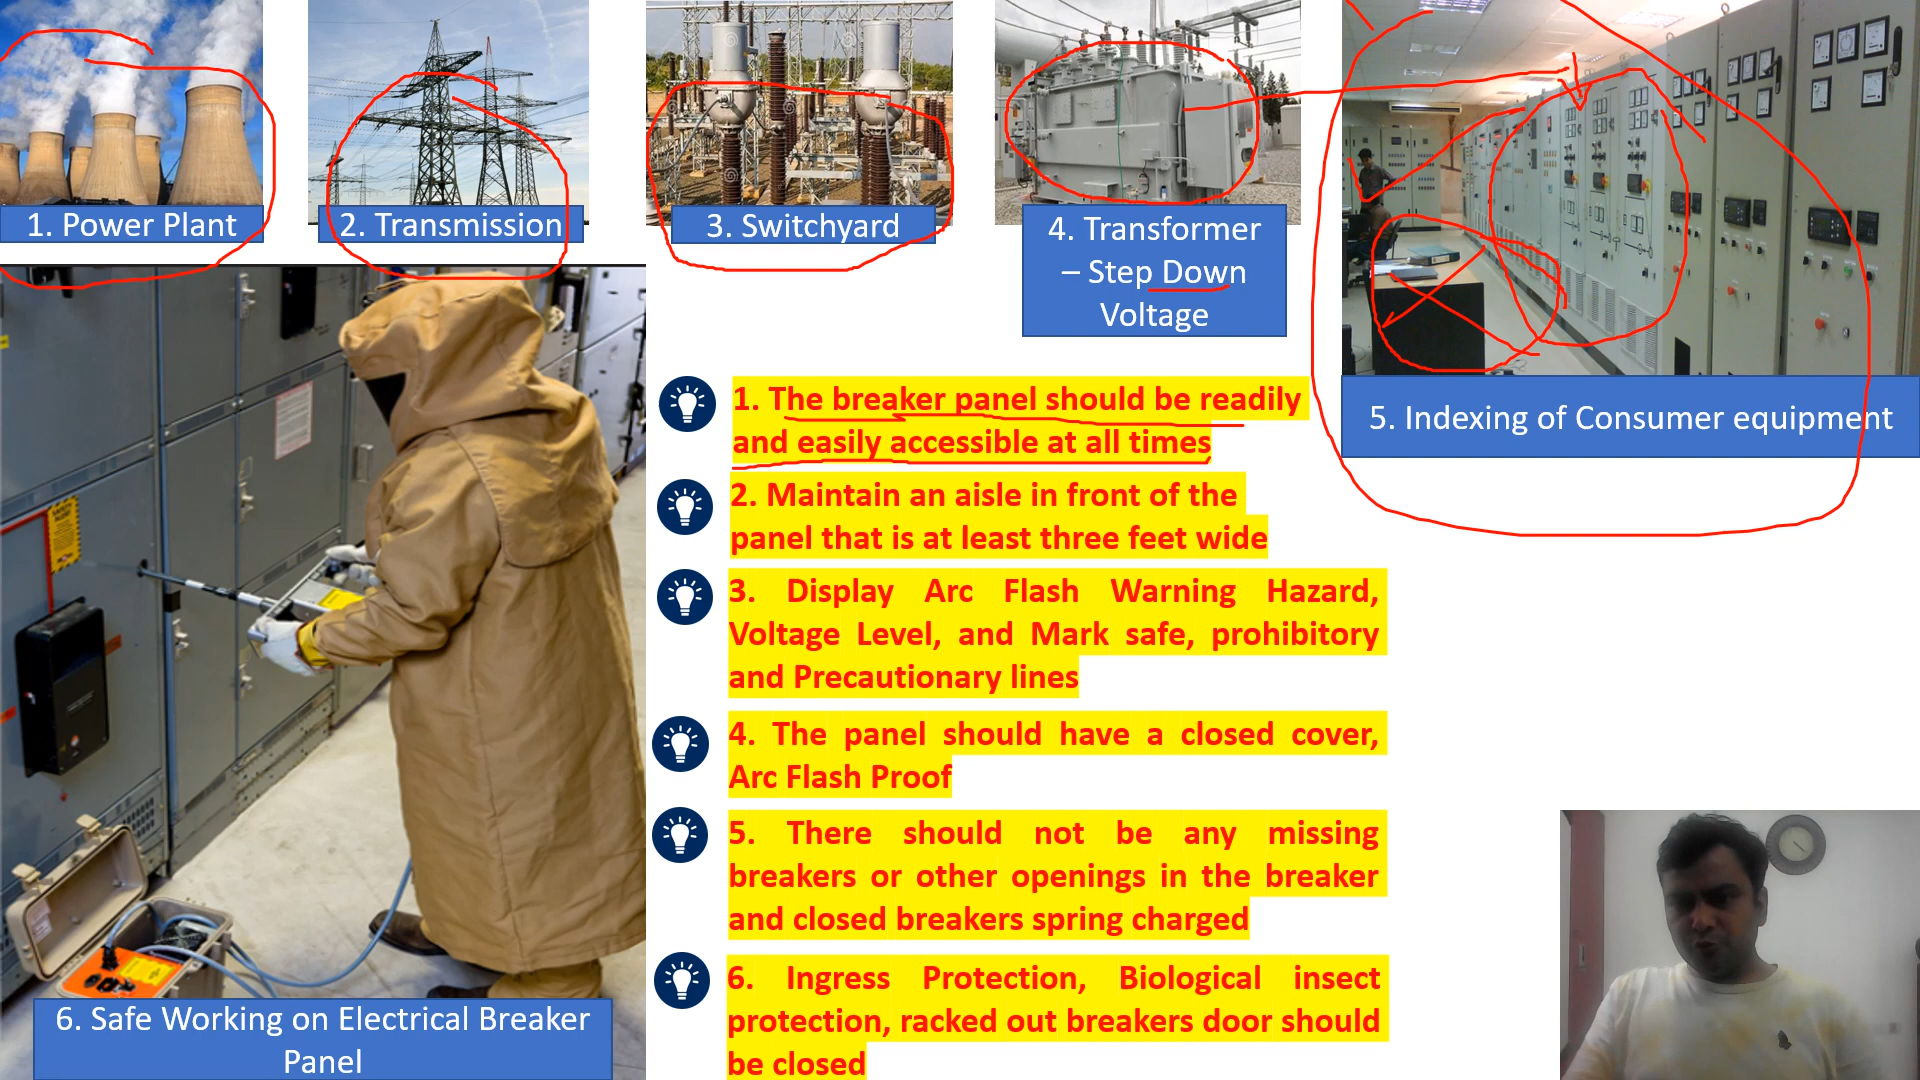 1. Power Plant
2. Transmission
3. Switchyard
4. Transformer
– Step Down
Voltage
5. Indexing of Consumer equipment
1. The breaker panel should be readily
and easily accessible at all times
2. Maintain an aisle in front of the
panel that is at least three feet wide
3. Display Arc Flash Warning Hazard,
Voltage Level, and Mark safe, prohibitory
and Precautionary lines
4. The panel should have a closed cover,
Arc Flash Proof
5. There should not be any missing
breakers or other openings in the breaker
and closed breakers spring charged
6. Ingress Protection, Biological insect
protection, racked out breakers door should
be closed
6. Safe Working on Electrical Breaker
Panel